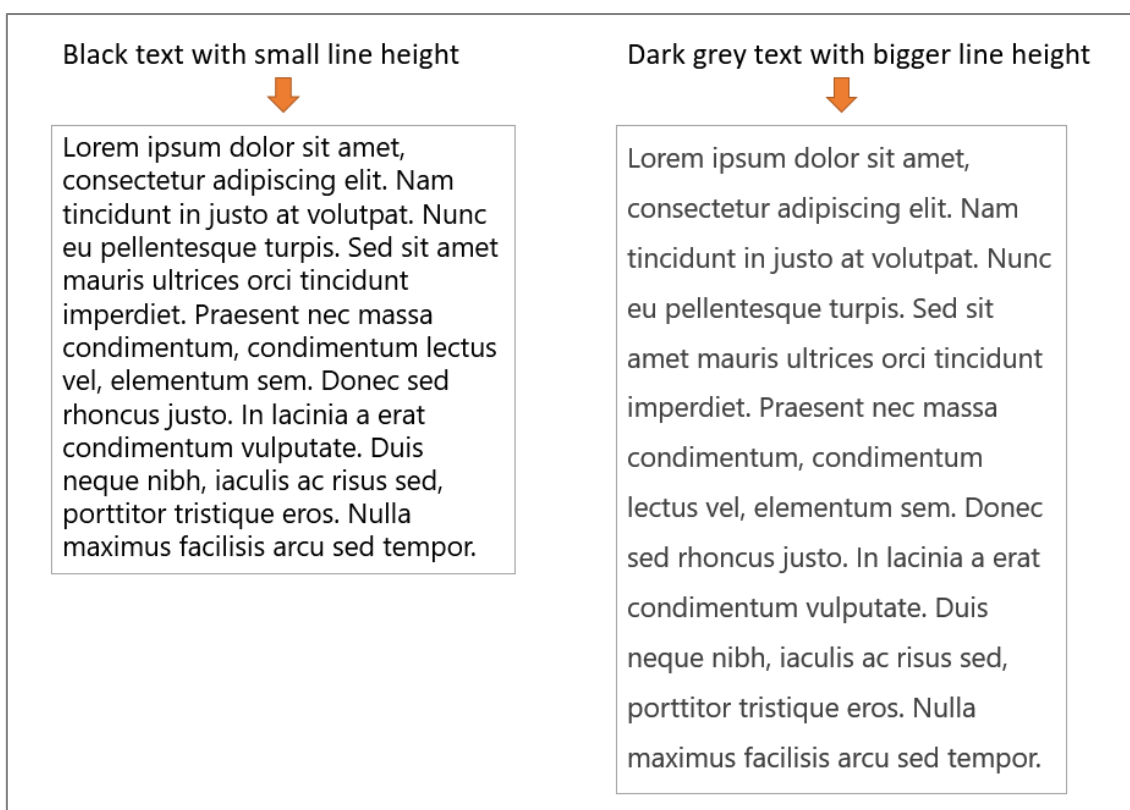 Black text with small line height
Lorem ipsum dolor sit amet,
consectetur adipiscing elit. Nam
tincidunt in justo at volutpat. Nunc
eu pellentesque turpis. Sed sit amet
mauris ultrices orci tincidunt
imperdiet. Praesent nec massa
condimentum, condimentum lectus
vel, elementum sem. Donec sed
rhoncus justo. In lacinia a erat
condimentum vulputate. Duis
neque nibh, iaculis ac risus sed,
porttitor tristique eros. Nulla
maximus facilisis arcu sed tempor.
Dark grey text with bigger line height
Lorem ipsum dolor sit amet,
consectetur adipiscing elit. Nam
tincidunt in justo at volutpat. Nunc
eu pellentesque turpis. Sed sit
amet mauris ultrices orci tincidunt
imperdiet. Praesent nec massa
condimentum, condimentum
lectus vel, elementum sem. Donec
sed rhoncus justo. In lacinia a erat
condimentum vulputate. Duis
neque nibh, iaculis ac risus sed,
porttitor tristique eros. Nulla
maximus facilisis arcu sed tempor.